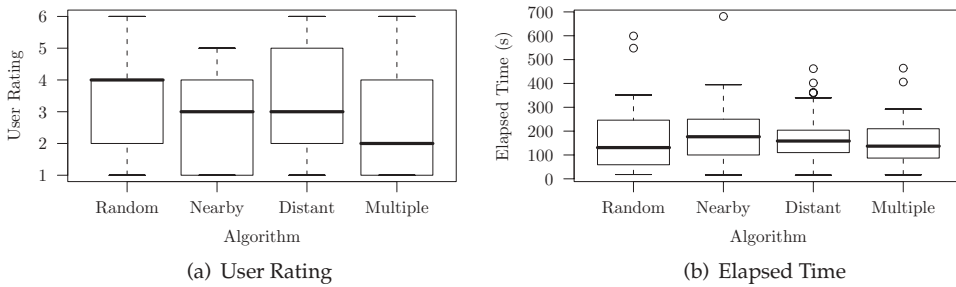 6
5
4
3
2
1
User Rating
Random Nearby Distant Multiple
Algorithm
(a) User Rating
700
600
500
400
300
200
100
0
Elapsed Time (s)
Random Nearby Distant Multiple
Algorithm
(b) Elapsed Time